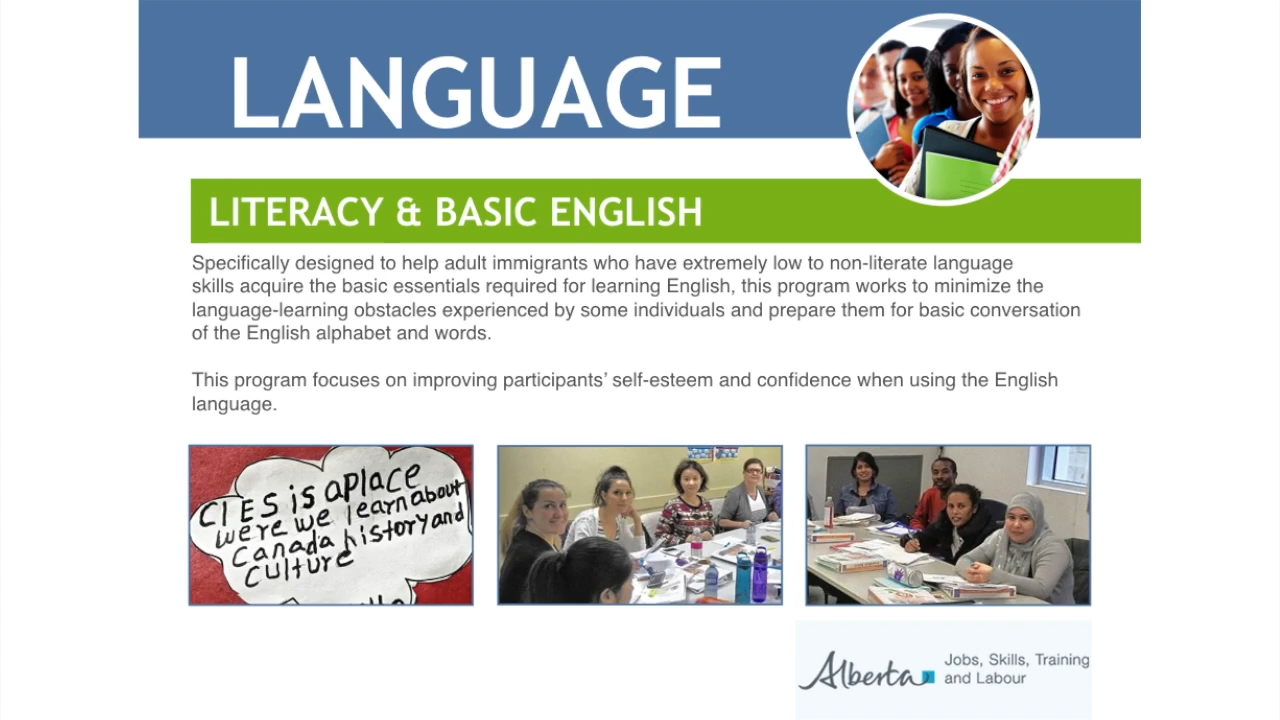 LANGUAGE
LITERACY & BASIC ENGLISH
Specifically designed to help adult immigrants who have extremely low to non-literate language
skills acquire the basic essentials required for learning English, this program works to minimize the
language-learning obstacles experienced by some individuals and prepare them for basic conversation
of the English alphabet and words.
This program focuses on improving participants’ self-esteem and confidence when using the English
language.
CIES is a place
were we learn about
Canada history and
culture
Alberta
Jobs, Skills, Training
and Labour